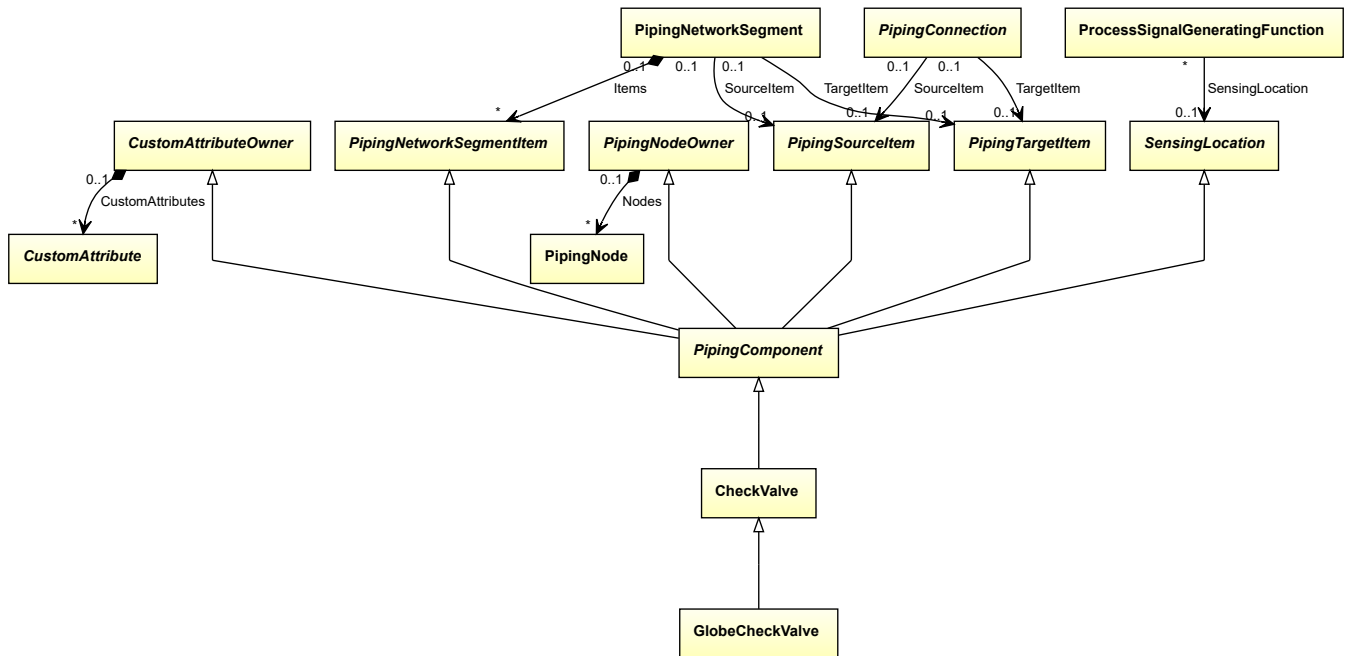 PipingNetworkSegment
PipingConnection
ProcessSignalGeneratingFunction
0..1
0..1
0..1
0..1
0..1
*
Items
SourceItem
TargetItem
SourceItem
TargetItem
SensingLocation
*
0..1
0..1
0..1
0..1
0..1
CustomAttributeOwner
PipingNetworkSegmentItem
PipingNodeOwner
PipingSourceItem
PipingTargetItem
SensingLocation
0..1
CustomAttributes
*
0..1
Nodes
*
CustomAttribute
PipingNode
PipingComponent
CheckValve
GlobeCheckValve